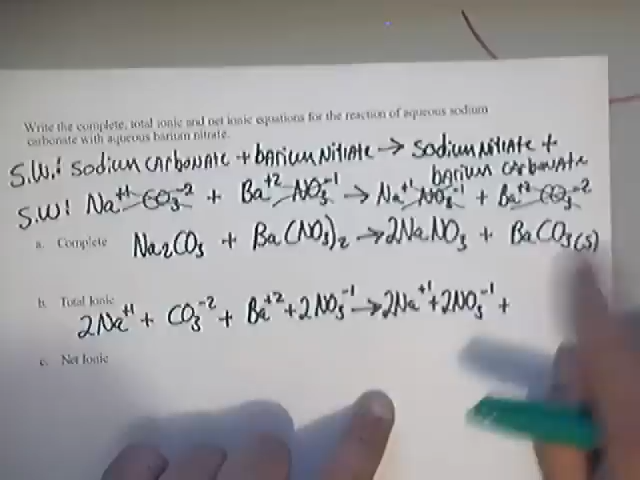 Write the complete, total ionic and net ionic equations for the reaction of aqueous sodium
carbonate with aqueous barium nitrate.
S.W: sodium carbonate + barium nitrate → sodium nitrate +
barium carbonate
SW: Na⁺¹ CO₃⁻² + Ba⁺² NO₃⁻¹ → Na⁺¹ NO₃⁻¹ + Ba⁺² CO₃⁻²
a. Complete Na₂CO₃ + Ba(NO₃)₂ → 2NaNO₃ + BaCO₃(s)
b. Total Ionic
2Na⁺¹ + CO₃⁻² + Ba⁺² + 2NO₃⁻¹ → 2Na⁺¹ + 2NO₃⁻¹ +
c. Net Ionic